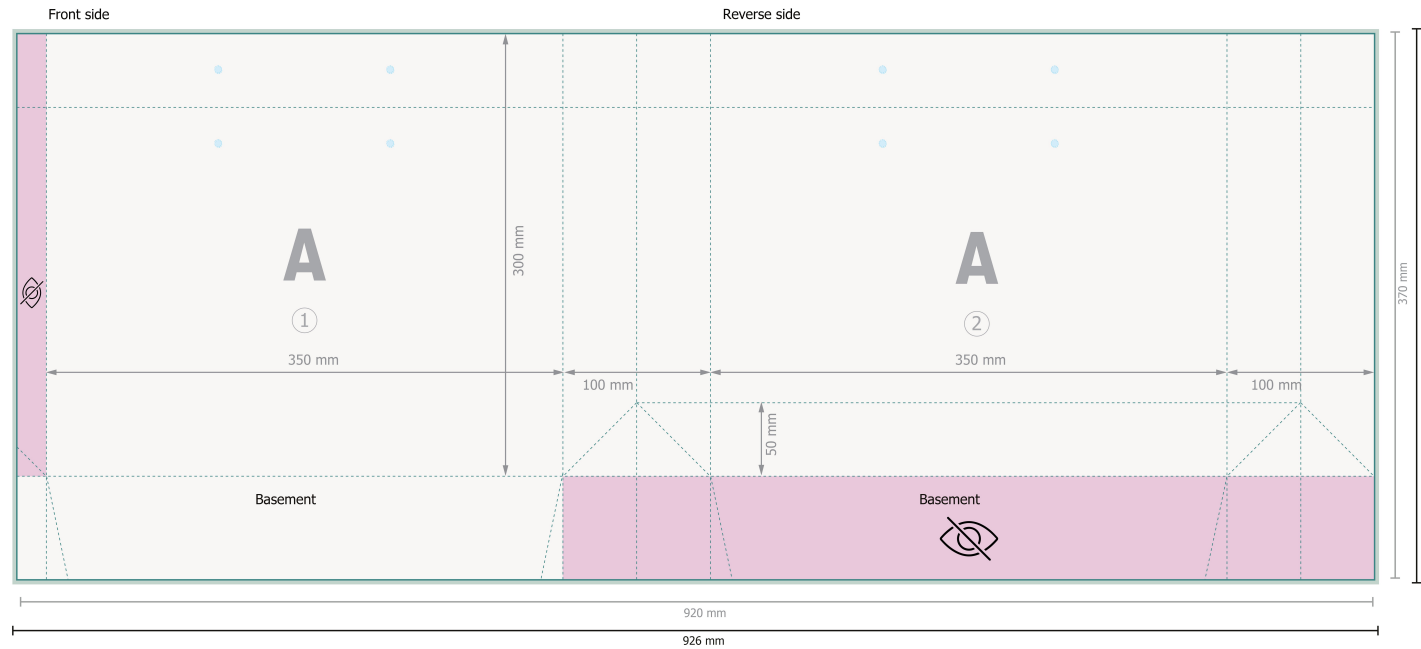 Front side
Reverse side
A
1
300 mm
350 mm
100 mm
A
2
350 mm
100 mm
50 mm
Basement
Basement
370 mm
920 mm
926 mm